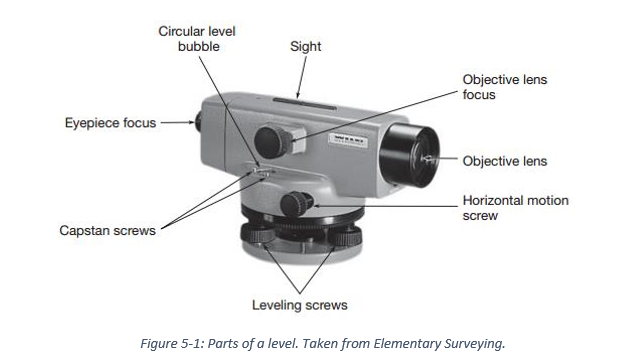 Circular level
bubble
Sight
Objective lens
focus
Eyepiece focus
Objective lens
Horizontal motion
screw
Capstan screws
Leveling screws
Figure 5-1: Parts of a level. Taken from Elementary Surveying.